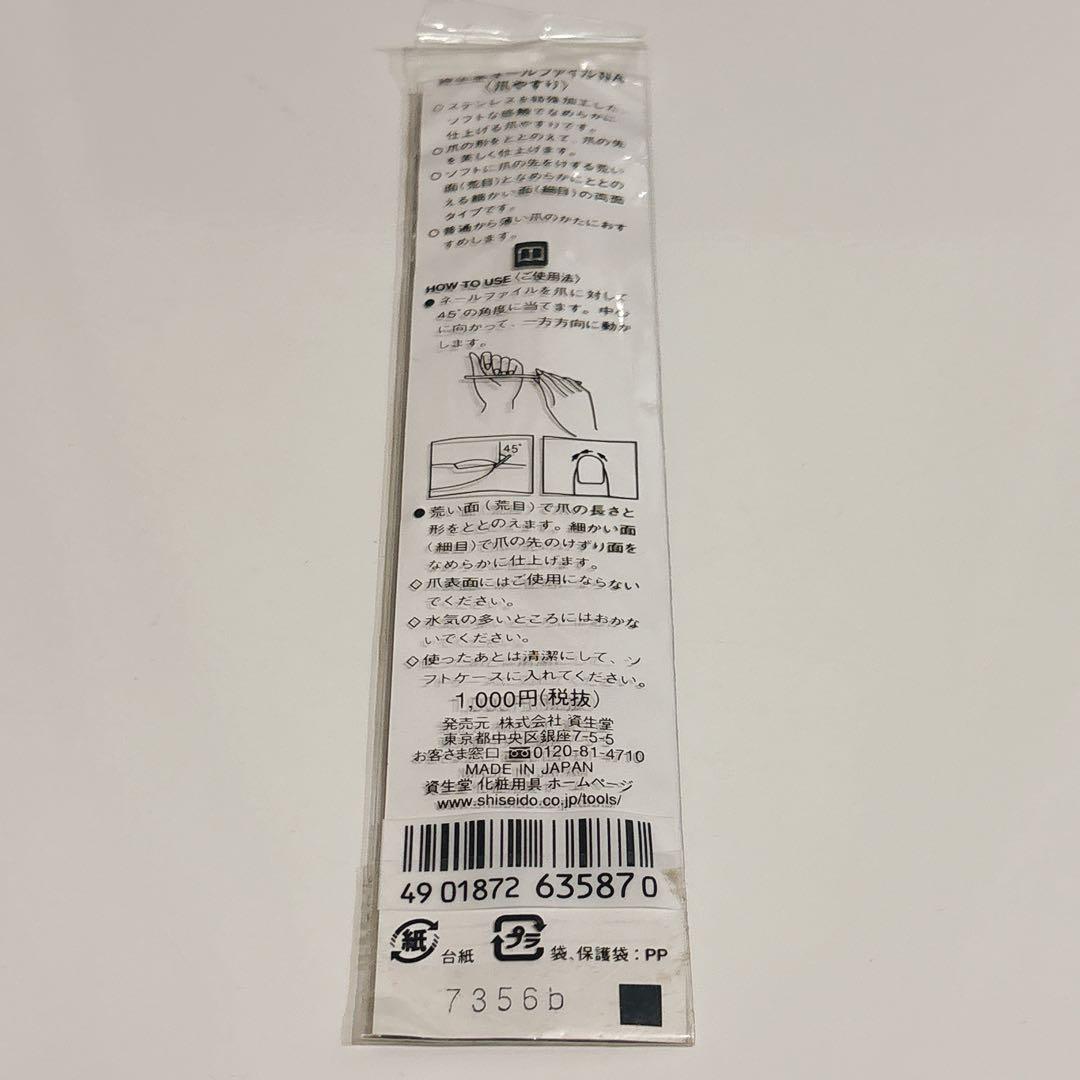 資生堂ネールファイルNA
〈爪やすり〉
○ステンレスを特殊加工した、
ソフトな感触でなめらかに
仕上げる爪やすりです。
○爪の形をととのえて、爪の先
を美しく仕上げます。
○ソフトに爪の先をけずる荒い
面(荒目)となめらかにととの
える細かい面(細目)の両面
タイプです。
○普通から薄い爪のかたにおす
すめします。
HOW TO USE〈ご使用法〉
●ネールファイルを爪に対して
45°の角度に当てます。中心
に向かって、一方方向に動か
します。
45°
●荒い面(荒目)で爪の長さと
形をととのえます。細かい面
(細目)で爪の先のけずり面を
なめらかに仕上げます。
◇爪表面にはご使用にならない
でください。
◇水気の多いところにはおかな
いでください。
◇使ったあとは清潔にして、ソ
フトケースに入れてください。
1,000円(税抜)
発売元 株式会社 資生堂
東京都中央区銀座7-5-5
お客さま窓口 0120-81-4710
MADE IN JAPAN
資生堂 化粧用具 ホームページ
www.shiseido.co.jp/tools/
49 01872 635870
紙 台紙 プラ 袋、保護袋：PP
7356b